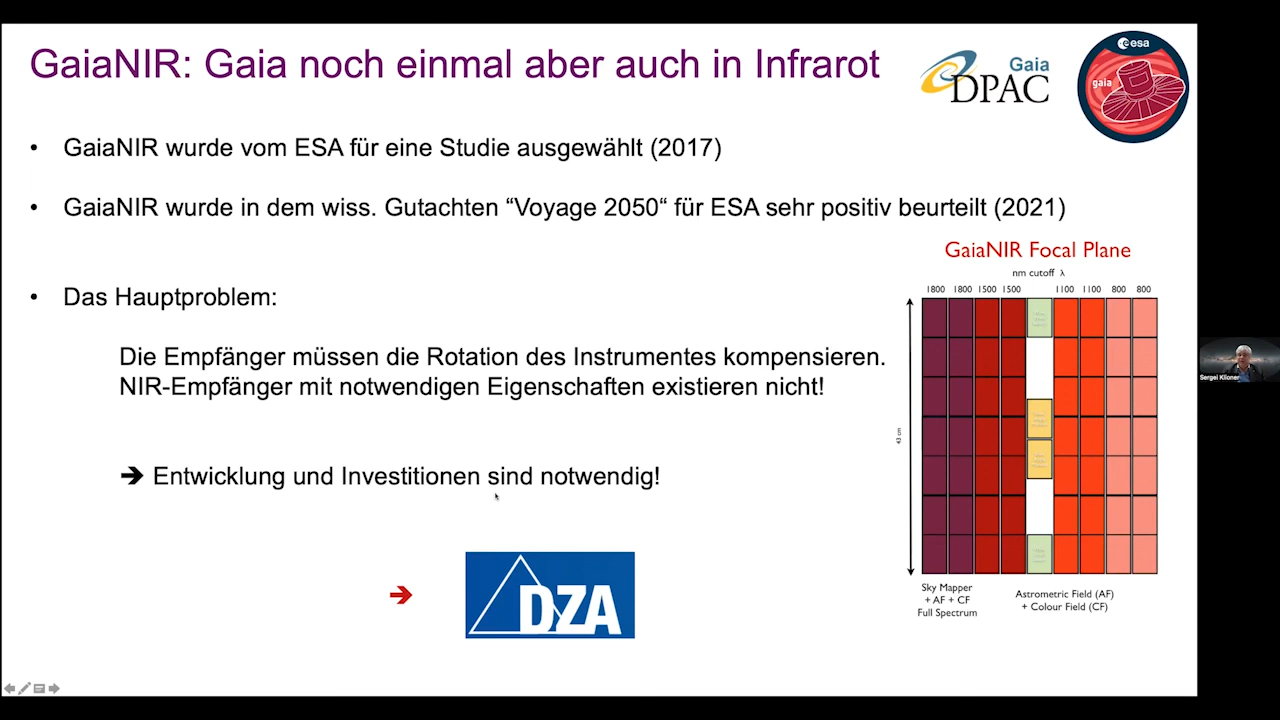 GaiaNIR: Gaia noch einmal aber auch in Infrarot
Gaia
DPAC
esa
gaia
• GaiaNIR wurde vom ESA für eine Studie ausgewählt (2017)
• GaiaNIR wurde in dem wiss. Gutachten “Voyage 2050“ für ESA sehr positiv beurteilt (2021)
• Das Hauptproblem:
Die Empfänger müssen die Rotation des Instrumentes kompensieren.
NIR-Empfänger mit notwendigen Eigenschaften existieren nicht!
➔ Entwicklung und Investitionen sind notwendig!
➔
DZA
GaiaNIR Focal Plane
nm cutoff λ
1800 1800 1500 1500 1100 1100 800 800
43 cm
Sky Mapper
+ AF + CF
Full Spectrum
Astrometric Field (AF)
+ Colour Field (CF)
Sergei Klioner